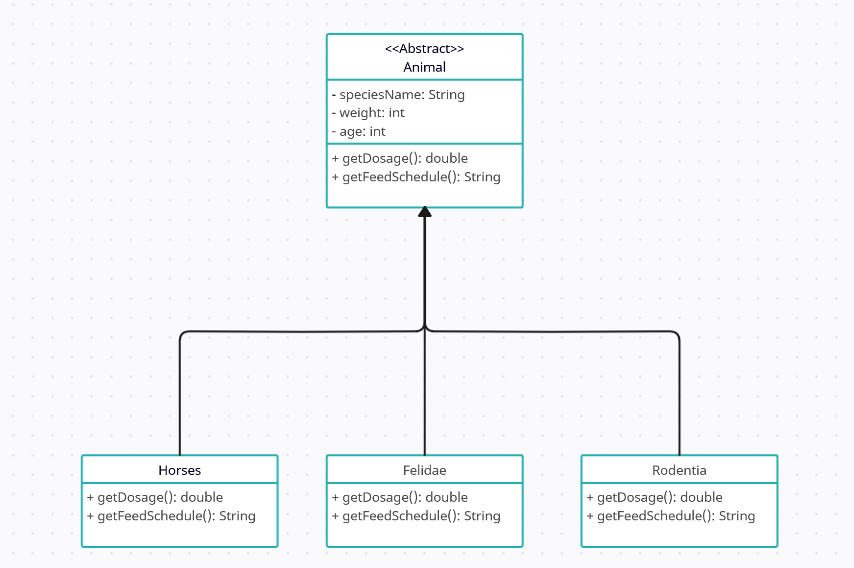 <<Abstract>>
Animal
- speciesName: String
- weight: int
- age: int
+ getDosage(): double
+ getFeedSchedule(): String
Horses
+ getDosage(): double
+ getFeedSchedule(): String
Felidae
+ getDosage(): double
+ getFeedSchedule(): String
Rodentia
+ getDosage(): double
+ getFeedSchedule(): String